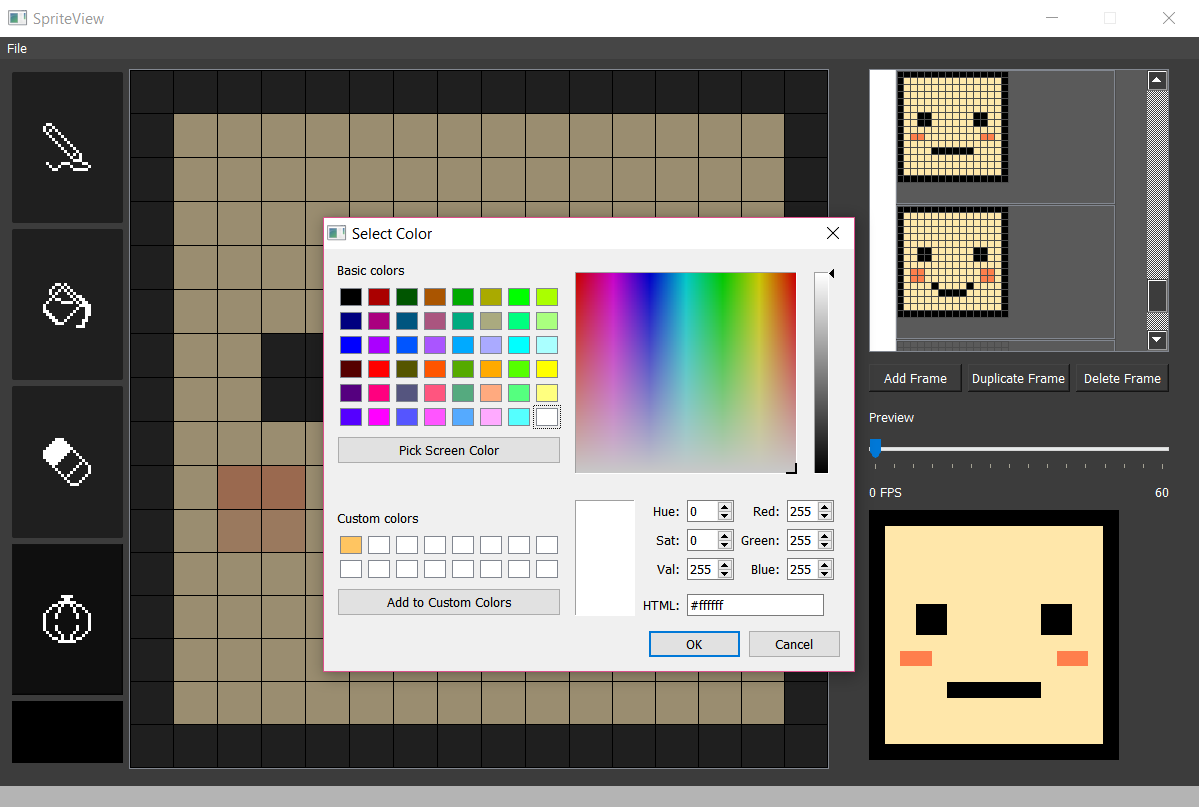 SpriteView
File
Select Color
Basic colors
Pick Screen Color
Custom colors
Add to Custom Colors
Hue: 0 Red: 255
Sat: 0 Green: 255
Val: 255 Blue: 255
HTML: #ffffff
OK Cancel
Add Frame Duplicate Frame Delete Frame
Preview
0 FPS 60